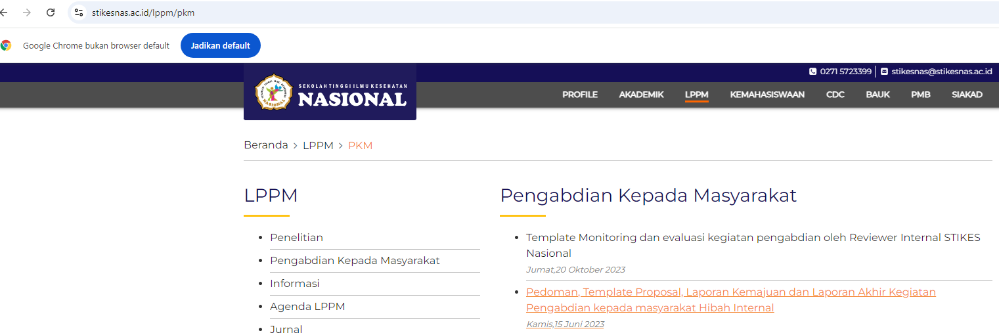 stikesnas.ac.id/lppm/pkm
Google Chrome bukan browser default
Jadikan default
0271 5723399
stikesnas@stikesnas.ac.id
SEKOLAH TINGGI ILMU KESEHATAN
NASIONAL
PROFILE AKADEMIK LPPM KEMAHASISWAAN CDC BAUK PMB SIAKAD
Beranda > LPPM > PKM
LPPM
Penelitian
Pengabdian Kepada Masyarakat
Informasi
Agenda LPPM
Jurnal
Pengabdian Kepada Masyarakat
Template Monitoring dan evaluasi kegiatan pengabdian oleh Reviewer Internal STIKES
Nasional
Jumat,20 Oktober 2023
Pedoman, Template Proposal, Laporan Kemajuan dan Laporan Akhir Kegiatan
Pengabdian kepada masyarakat Hibah Internal
Kamis,15 Juni 2023